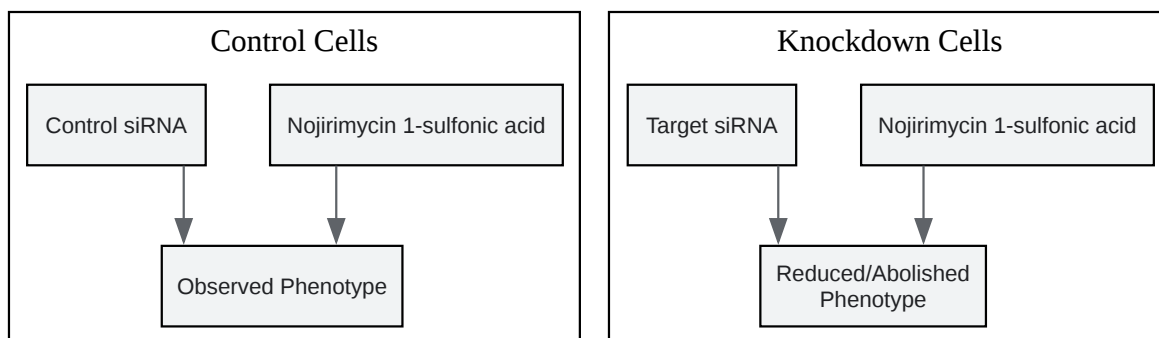 Control Cells
Control siRNA
Nojirimycin 1-sulfonic acid
Observed Phenotype
Knockdown Cells
Target siRNA
Nojirimycin 1-sulfonic acid
Reduced/Abolished
Phenotype